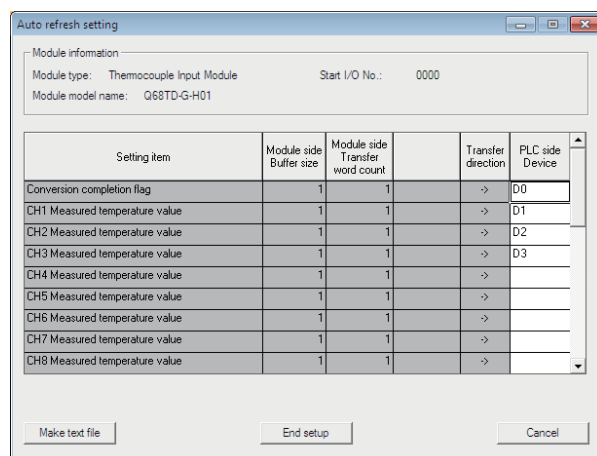 Auto refresh setting
Module information
Module type: Thermocouple Input Module Start I/O No.: 0000
Module model name: Q68TD-G-H01
Setting item Module side Buffer size Module side Transfer word count Transfer direction PLC side Device
Conversion completion flag 1 1 -> D0
CH1 Measured temperature value 1 1 -> D1
CH2 Measured temperature value 1 1 -> D2
CH3 Measured temperature value 1 1 -> D3
CH4 Measured temperature value 1 1 ->
CH5 Measured temperature value 1 1 ->
CH6 Measured temperature value 1 1 ->
CH7 Measured temperature value 1 1 ->
CH8 Measured temperature value 1 1 ->
Make text file End setup Cancel